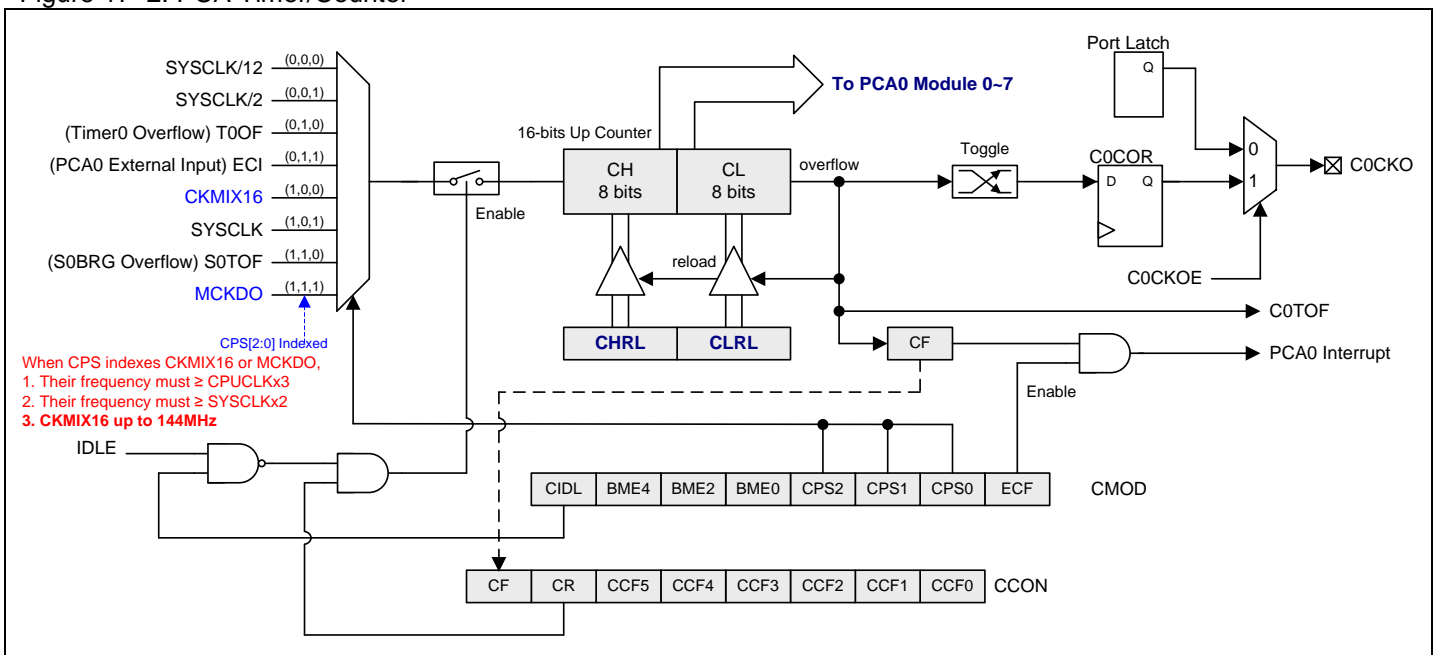 SYSCLK/12 (0,0,0)
SYSCLK/2 (0,0,1)
(Timer0 Overflow) T0OF (0,1,0)
(PCA0 External Input) ECI (0,1,1)
CKMIX16 (1,0,0)
SYSCLK (1,0,1)
(S0BRG Overflow) S0TOF (1,1,0)
MCKDO (1,1,1)
CPS[2:0] Indexed
When CPS indexes CKMIX16 or MCKDO,
1. Their frequency must ≥ CPUCLKx3
2. Their frequency must ≥ SYSCLKx2
3. CKMIX16 up to 144MHz
IDLE
Enable
16-bits Up Counter
To PCA0 Module 0~7
CH
8 bits
CL
8 bits
overflow
reload
CHRL
CLRL
Toggle
Port Latch
Q
C0COR
D Q
0
1
C0CKO
C0CKOE
C0TOF
CF
PCA0 Interrupt
Enable
CIDL BME4 BME2 BME0 CPS2 CPS1 CPS0 ECF CMOD
CF CR CCF5 CCF4 CCF3 CCF2 CCF1 CCF0 CCON